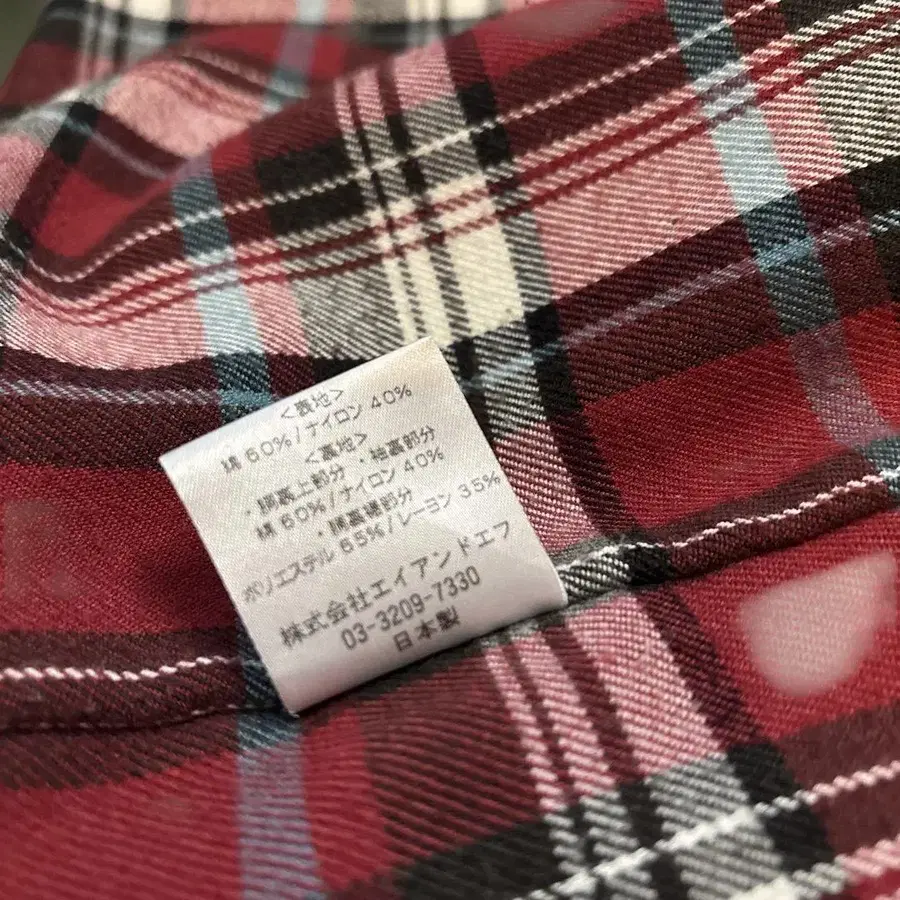 <表地>
綿 60%/ナイロン 40%
<裏地>
・胴裏上部分 ・袖裏部分
綿 60%/ナイロン 40%
・胴裏裾部分
ポリエステル 65%/レーヨン 35%
株式会社エイアンドエフ
03-3209-7330
日本製